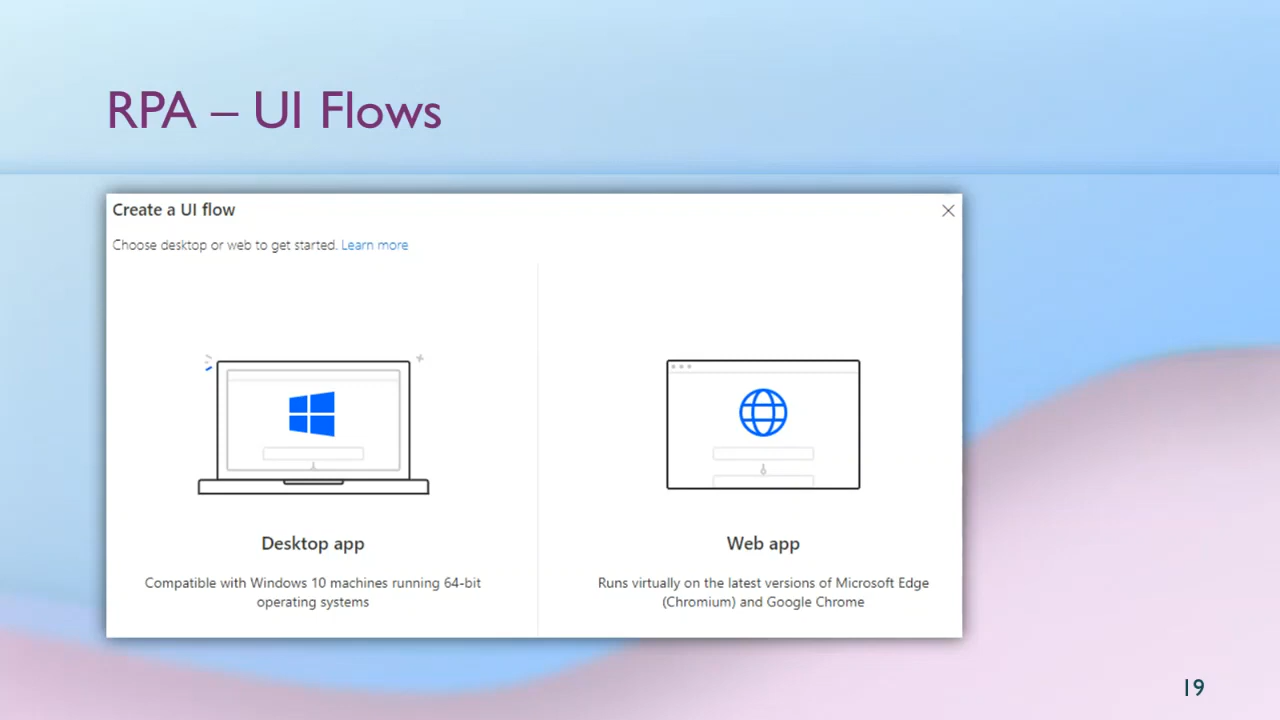 RPA – UI Flows
Create a UI flow
Choose desktop or web to get started. Learn more
Desktop app
Compatible with Windows 10 machines running 64-bit
operating systems
Web app
Runs virtually on the latest versions of Microsoft Edge
(Chromium) and Google Chrome
19